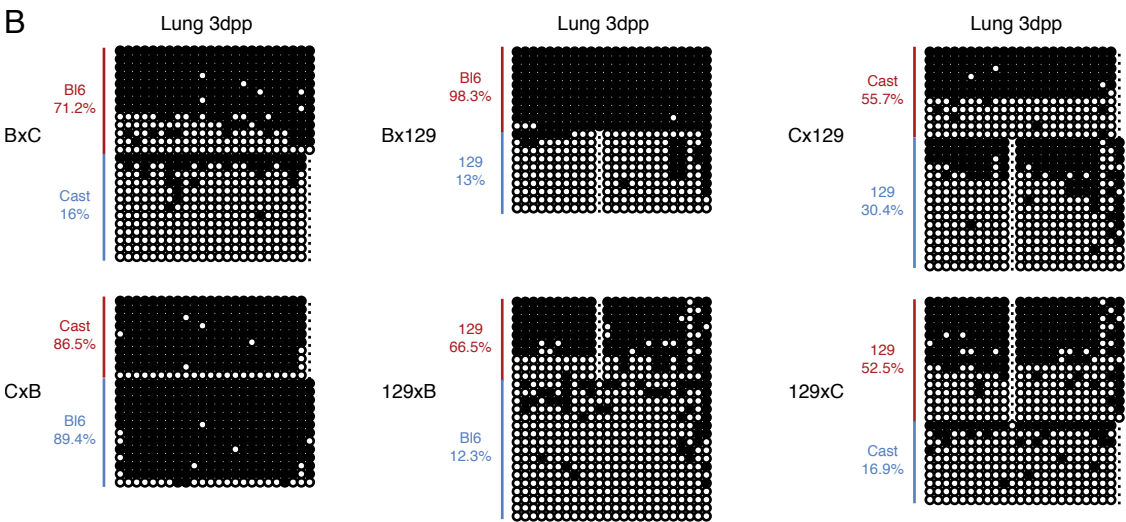 B
Lung 3dpp
Lung 3dpp
Lung 3dpp
BxC
Bl6
71.2%
Cast
16%
Bx129
Bl6
98.3%
129
13%
Cx129
Cast
55.7%
129
30.4%
CxB
Cast
86.5%
Bl6
89.4%
129xB
129
66.5%
Bl6
12.3%
129xC
129
52.5%
Cast
16.9%